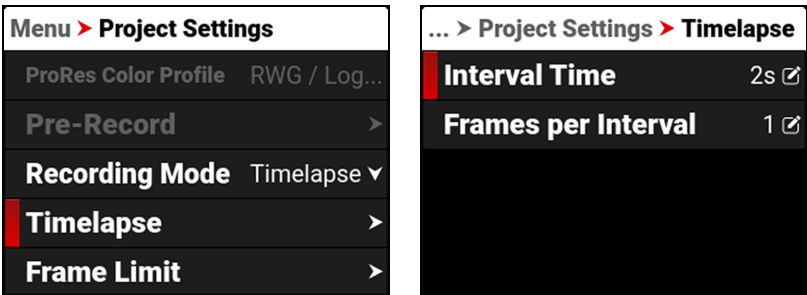 Menu ➤ Project Settings
ProRes Color Profile RWG / Log...
Pre-Record
Recording Mode Timelapse
Timelapse
Frame Limit
... ➤ Project Settings ➤ Timelapse
Interval Time 2s
Frames per Interval 1